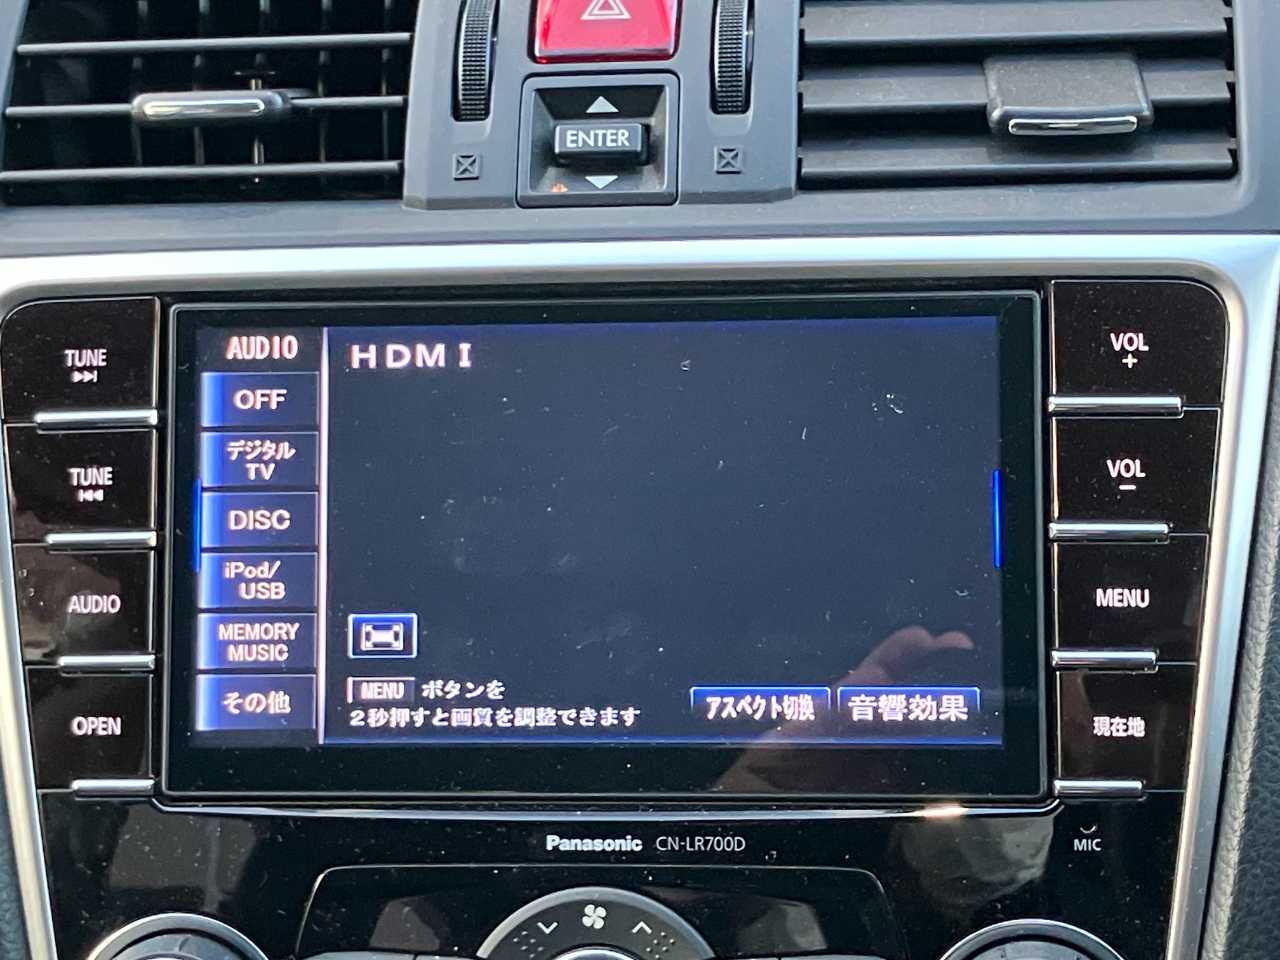 ENTER
TUNE
TUNE
AUDIO
OPEN
AUDIO
OFF
デジタル
TV
DISC
iPod/
USB
MEMORY
MUSIC
その他
HDMI
MENU ボタンを
2秒押すと画質を調整できます
アスペクト切換
音響効果
VOL
+
VOL
−
MENU
現在地
Panasonic CN-LR700D
MIC